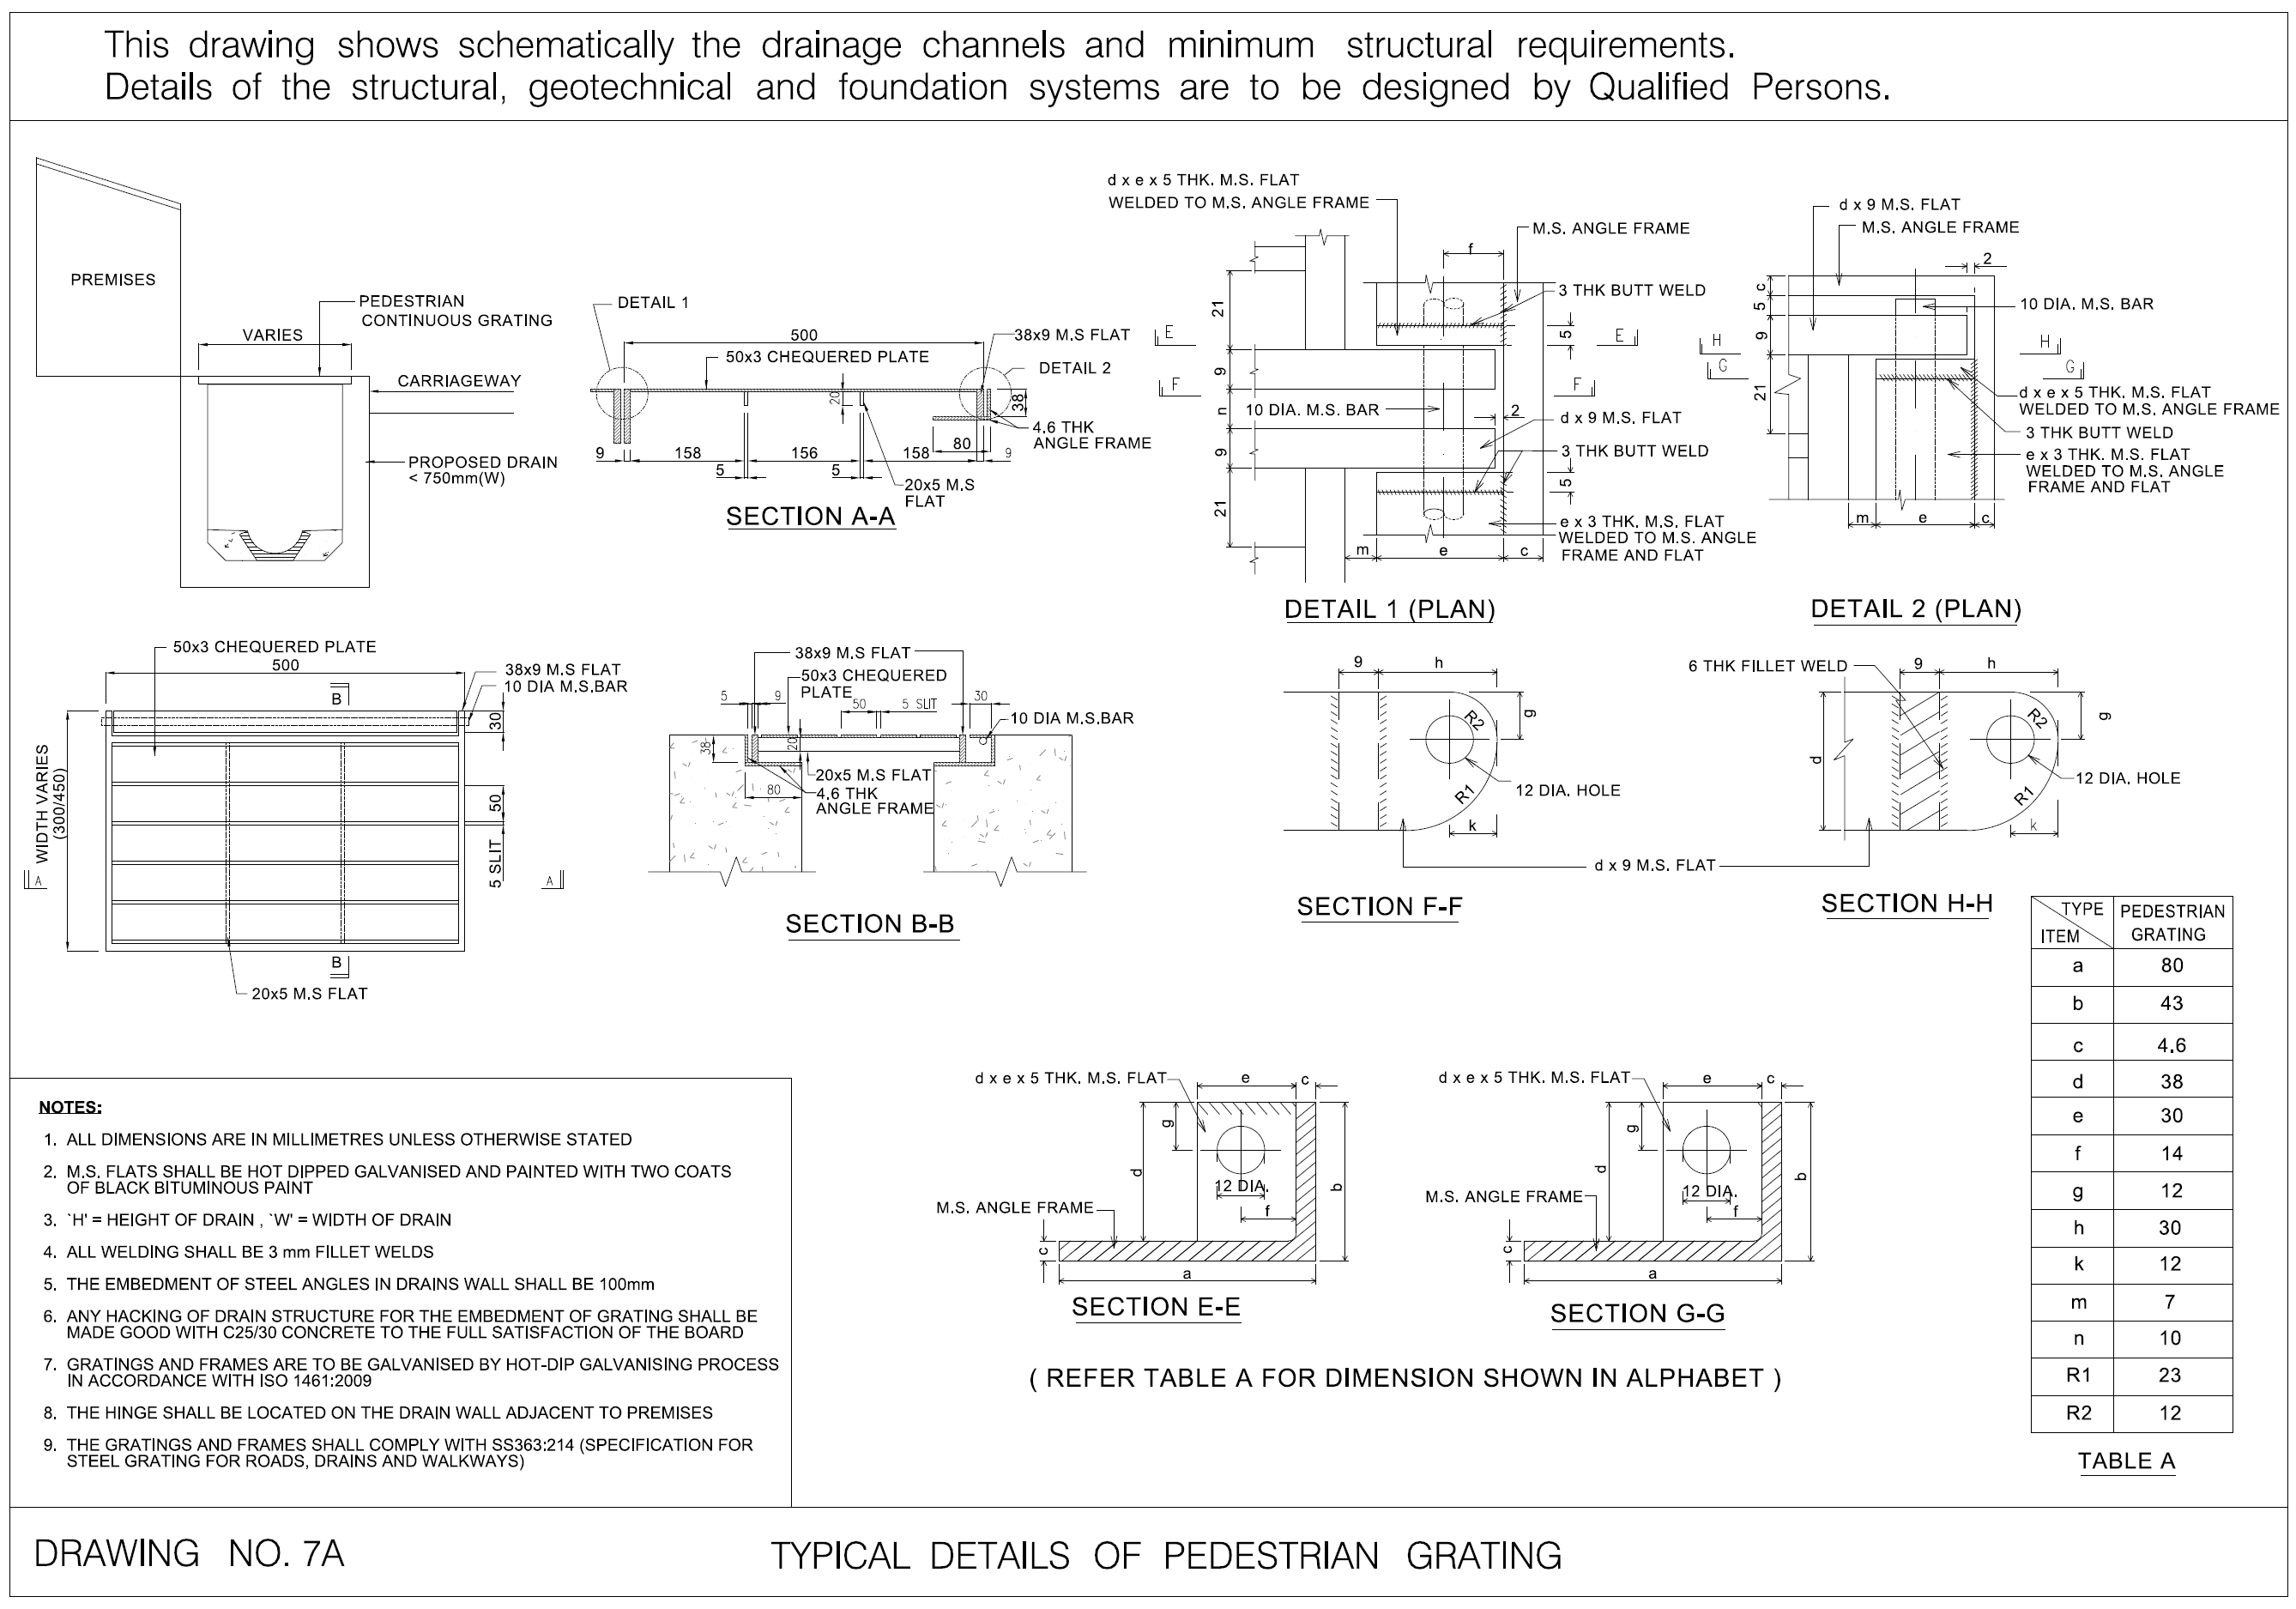 This drawing shows schematically the drainage channels and minimum structural requirements.
Details of the structural, geotechnical and foundation systems are to be designed by Qualified Persons.
PREMISES
PEDESTRIAN
CONTINUOUS GRATING
VARIES
CARRIAGEWAY
PROPOSED DRAIN
< 750mm(W)
DETAIL 1
500
38x9 M.S FLAT
50x3 CHEQUERED PLATE
DETAIL 2
20
38
4.6 THK
ANGLE FRAME
80
9
158
156
158
9
5
5
20x5 M.S
FLAT
SECTION A-A
d x e x 5 THK. M.S. FLAT
WELDED TO M.S. ANGLE FRAME
M.S. ANGLE FRAME
f
3 THK BUTT WELD
21
5
E
E
9
F
F
n
10 DIA. M.S. BAR
2
d x 9 M.S. FLAT
9
3 THK BUTT WELD
5
21
e x 3 THK. M.S. FLAT
WELDED TO M.S. ANGLE
FRAME AND FLAT
m
e
c
DETAIL 1 (PLAN)
d x 9 M.S. FLAT
M.S. ANGLE FRAME
2
c
5
10 DIA. M.S. BAR
9
H
H
G
G
21
d x e x 5 THK. M.S. FLAT
WELDED TO M.S. ANGLE FRAME
3 THK BUTT WELD
e x 3 THK. M.S. FLAT
WELDED TO M.S. ANGLE
FRAME AND FLAT
m
e
c
DETAIL 2 (PLAN)
50x3 CHEQUERED PLATE
500
38x9 M.S FLAT
10 DIA M.S.BAR
B
30
WIDTH VARIES
(300/450)
50
5 SLIT
A
A
B
20x5 M.S FLAT
38x9 M.S FLAT
50x3 CHEQUERED
PLATE
5
9
50
5 SLIT
30
10 DIA M.S.BAR
38
20
20x5 M.S FLAT
80
4.6 THK
ANGLE FRAME
SECTION B-B
9
h
g
R2
R1
12 DIA. HOLE
k
d x 9 M.S. FLAT
SECTION F-F
6 THK FILLET WELD
9
h
g
R2
d
12 DIA. HOLE
R1
k
SECTION H-H
TYPE
ITEM
PEDESTRIAN
GRATING
a 80
b 43
c 4.6
d 38
e 30
f 14
g 12
h 30
k 12
m 7
n 10
R1 23
R2 12
TABLE A
d x e x 5 THK. M.S. FLAT
e
c
g
d
b
12 DIA.
f
M.S. ANGLE FRAME
c
a
SECTION E-E
d x e x 5 THK. M.S. FLAT
e
c
g
d
b
12 DIA.
f
M.S. ANGLE FRAME
c
a
SECTION G-G
( REFER TABLE A FOR DIMENSION SHOWN IN ALPHABET )
NOTES:
1. ALL DIMENSIONS ARE IN MILLIMETRES UNLESS OTHERWISE STATED
2. M.S. FLATS SHALL BE HOT DIPPED GALVANISED AND PAINTED WITH TWO COATS
OF BLACK BITUMINOUS PAINT
3. `H' = HEIGHT OF DRAIN , `W' = WIDTH OF DRAIN
4. ALL WELDING SHALL BE 3 mm FILLET WELDS
5. THE EMBEDMENT OF STEEL ANGLES IN DRAINS WALL SHALL BE 100mm
6. ANY HACKING OF DRAIN STRUCTURE FOR THE EMBEDMENT OF GRATING SHALL BE
MADE GOOD WITH C25/30 CONCRETE TO THE FULL SATISFACTION OF THE BOARD
7. GRATINGS AND FRAMES ARE TO BE GALVANISED BY HOT-DIP GALVANISING PROCESS
IN ACCORDANCE WITH ISO 1461:2009
8. THE HINGE SHALL BE LOCATED ON THE DRAIN WALL ADJACENT TO PREMISES
9. THE GRATINGS AND FRAMES SHALL COMPLY WITH SS363:214 (SPECIFICATION FOR
STEEL GRATING FOR ROADS, DRAINS AND WALKWAYS)
DRAWING NO. 7A
TYPICAL DETAILS OF PEDESTRIAN GRATING